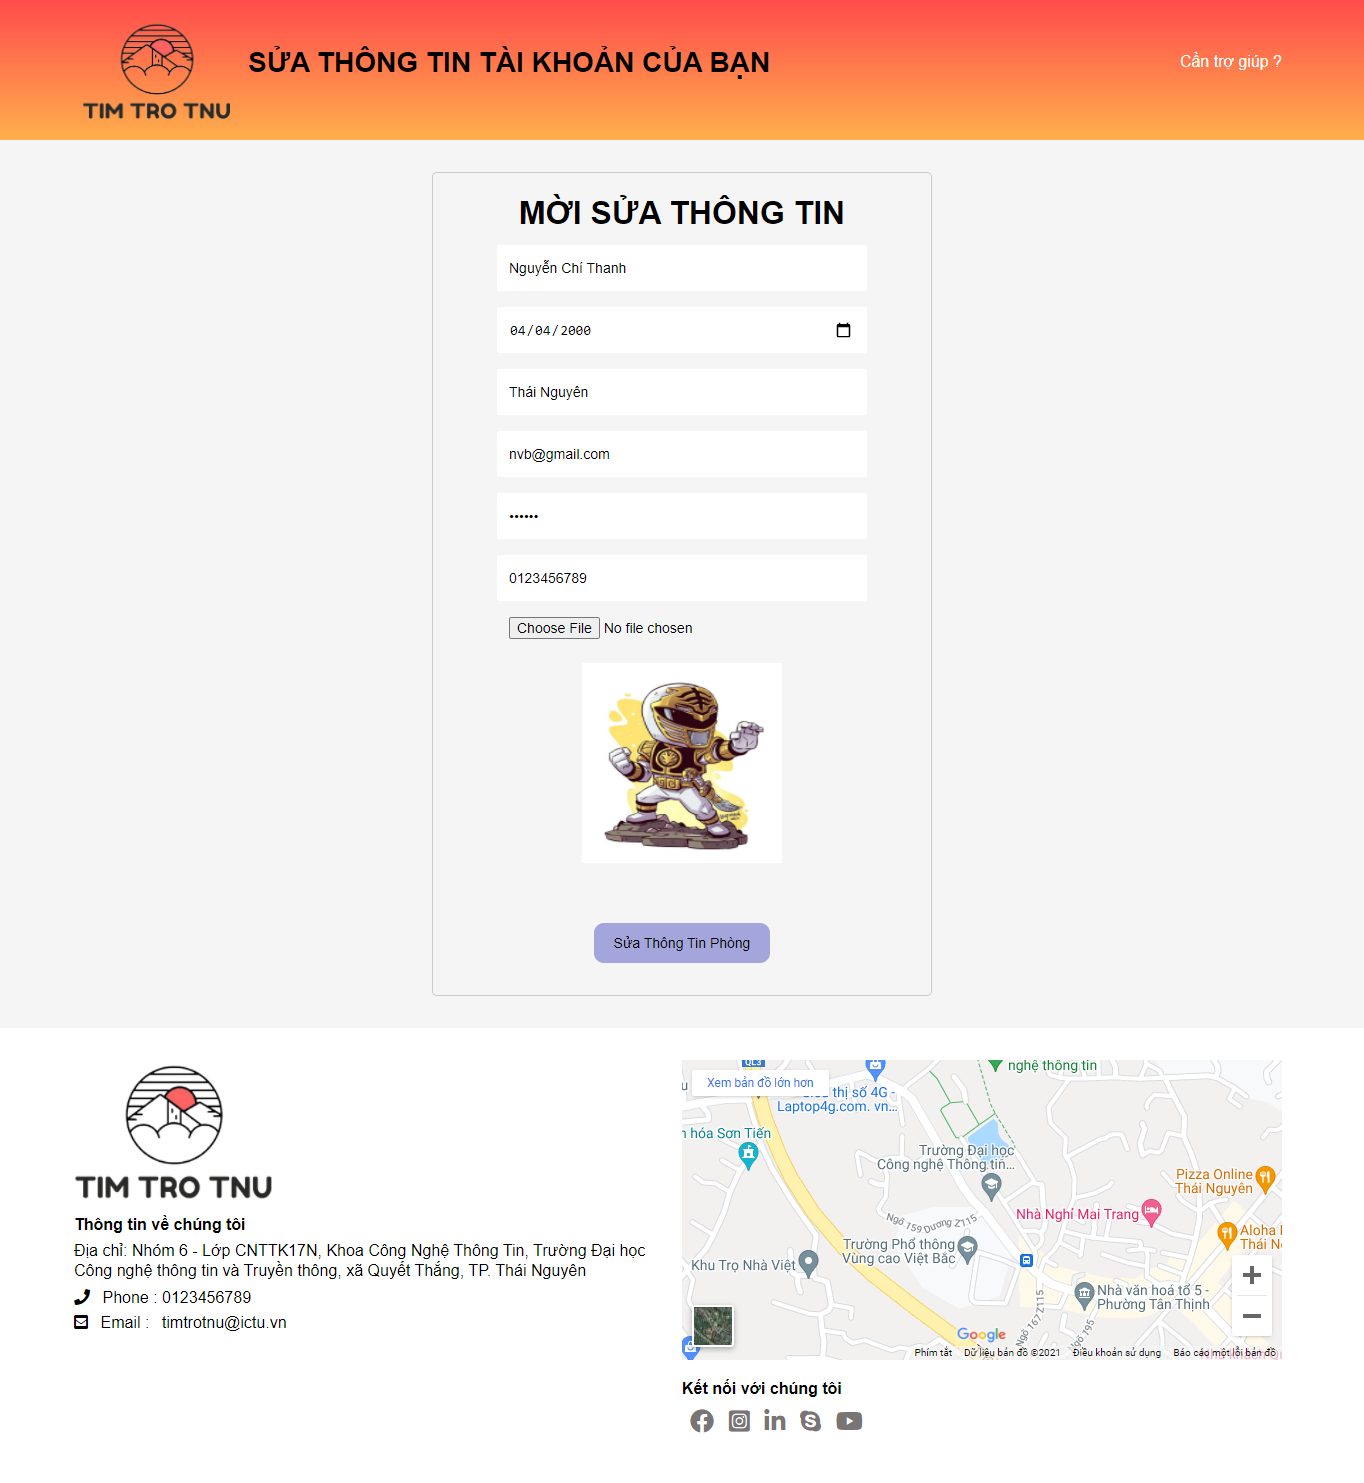 TIM TRO TNU
SỬA THÔNG TIN TÀI KHOẢN CỦA BẠN
Cần trợ giúp ?
MỜI SỬA THÔNG TIN
Nguyễn Chí Thanh
04/04/2000
Thái Nguyên
nvb@gmail.com
••••••
0123456789
Choose File No file chosen
Sửa Thông Tin Phòng
TIM TRO TNU
Thông tin về chúng tôi
Địa chỉ: Nhóm 6 - Lớp CNTTK17N, Khoa Công Nghệ Thông Tin, Trường Đại học
Công nghệ thông tin và Truyền thông, xã Quyết Thắng, TP. Thái Nguyên
Phone : 0123456789
Email : timtrotnu@ictu.vn
QL3
nghệ thông tin
Xem bản đồ lớn hơn
thị số 4G -
Laptop4g.com. vn...
hóa Sơn Tiến
Trường Đại học
Công nghệ Thông tin...
Pizza Online
Thái Nguyên
Nhà Nghỉ Mai Trang
Ngõ 159 Dương Z115
Aloha
Thái
Trường Phổ thông
Vùng cao Việt Bắc
Khu Trọ Nhà Việt
Nhà văn hoá tổ 5 -
Phường Tân Thịnh
Ngõ 167 Z115
Ngõ 195
Google
Phím tắt Dữ liệu bản đồ ©2021 Điều khoản sử dụng Báo cáo một lỗi bản đồ
Kết nối với chúng tôi